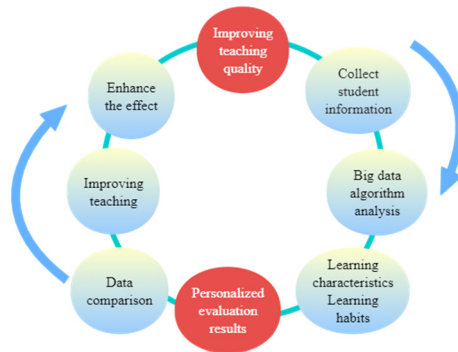 Improving
teaching
quality
Collect
student
information
Big data
algorithm
analysis
Learning
characteristics
Learning
habits
Personalized
evaluation
results
Data
comparison
Improving
teaching
Enhance
the effect